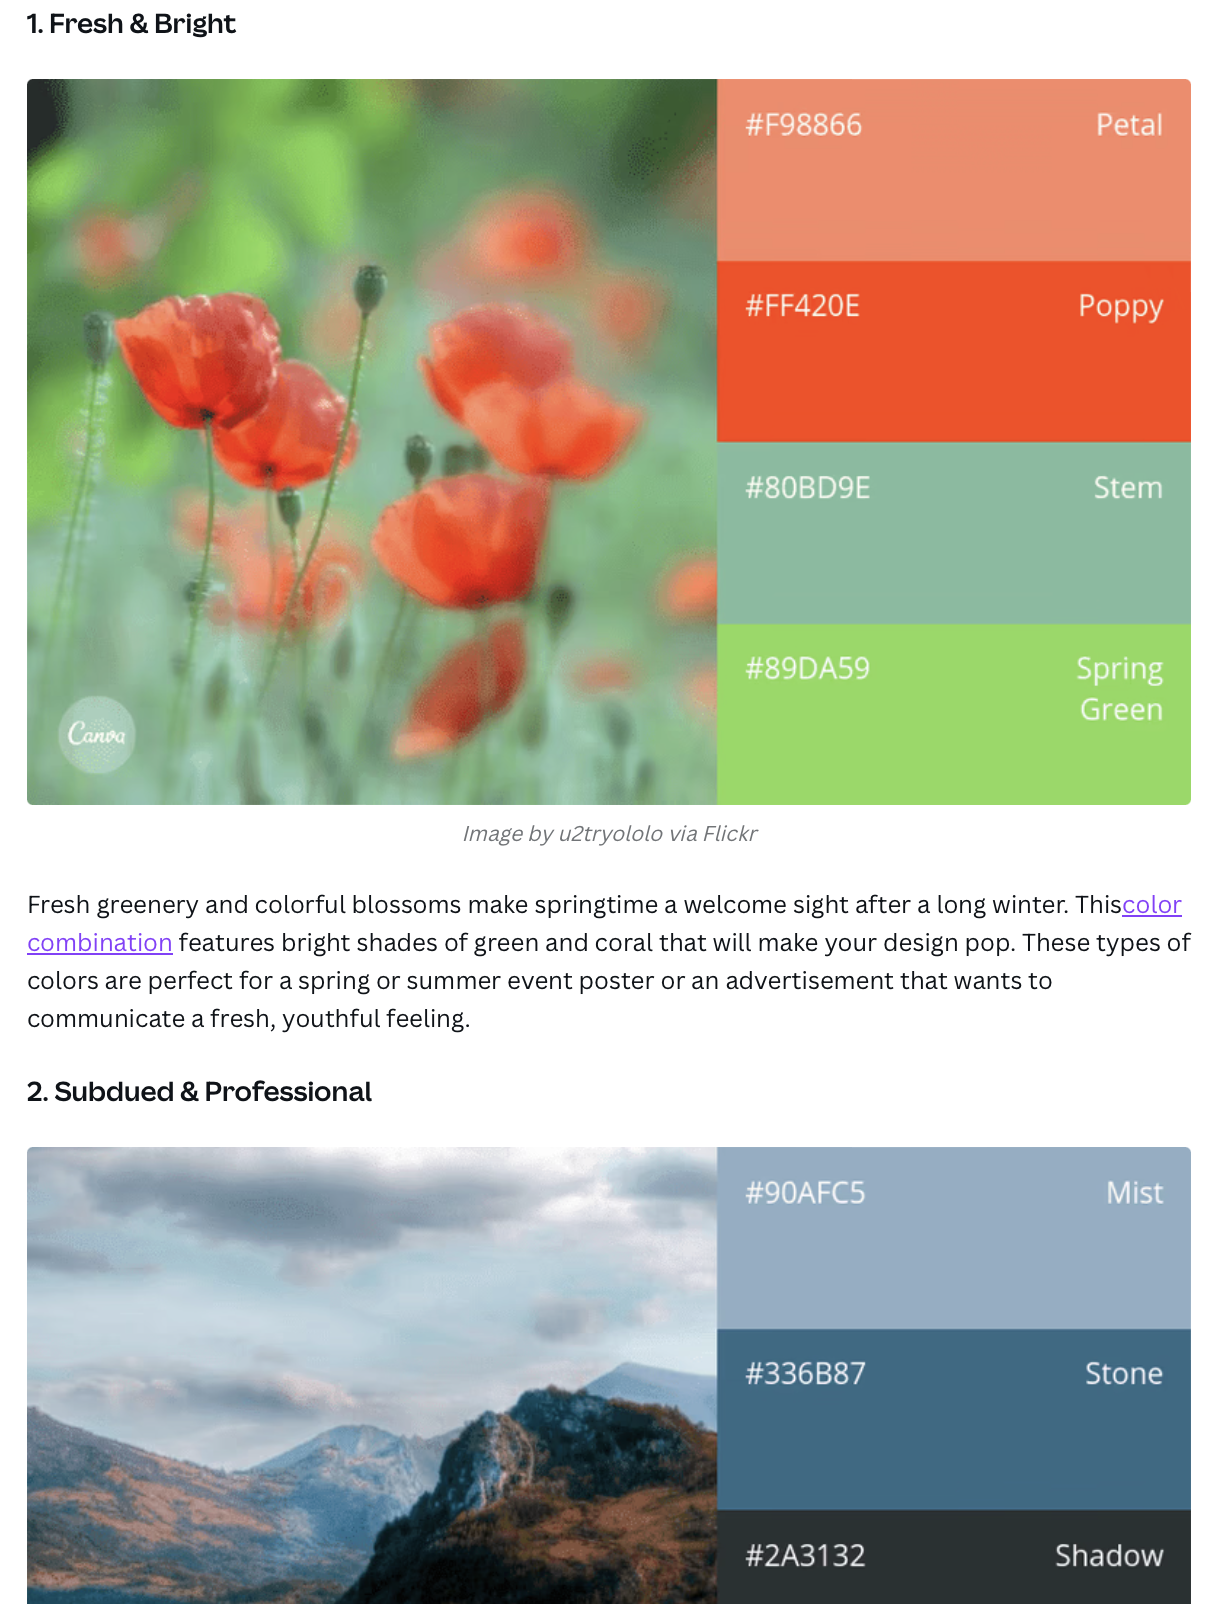 1. Fresh & Bright
#F98866 Petal
#FF420E Poppy
#80BD9E Stem
#89DA59 Spring
Green
Canva
Image by u2tryololo via Flickr
Fresh greenery and colorful blossoms make springtime a welcome sight after a long winter. Thiscolor
combination features bright shades of green and coral that will make your design pop. These types of
colors are perfect for a spring or summer event poster or an advertisement that wants to
communicate a fresh, youthful feeling.
2. Subdued & Professional
#90AFC5 Mist
#336B87 Stone
#2A3132 Shadow